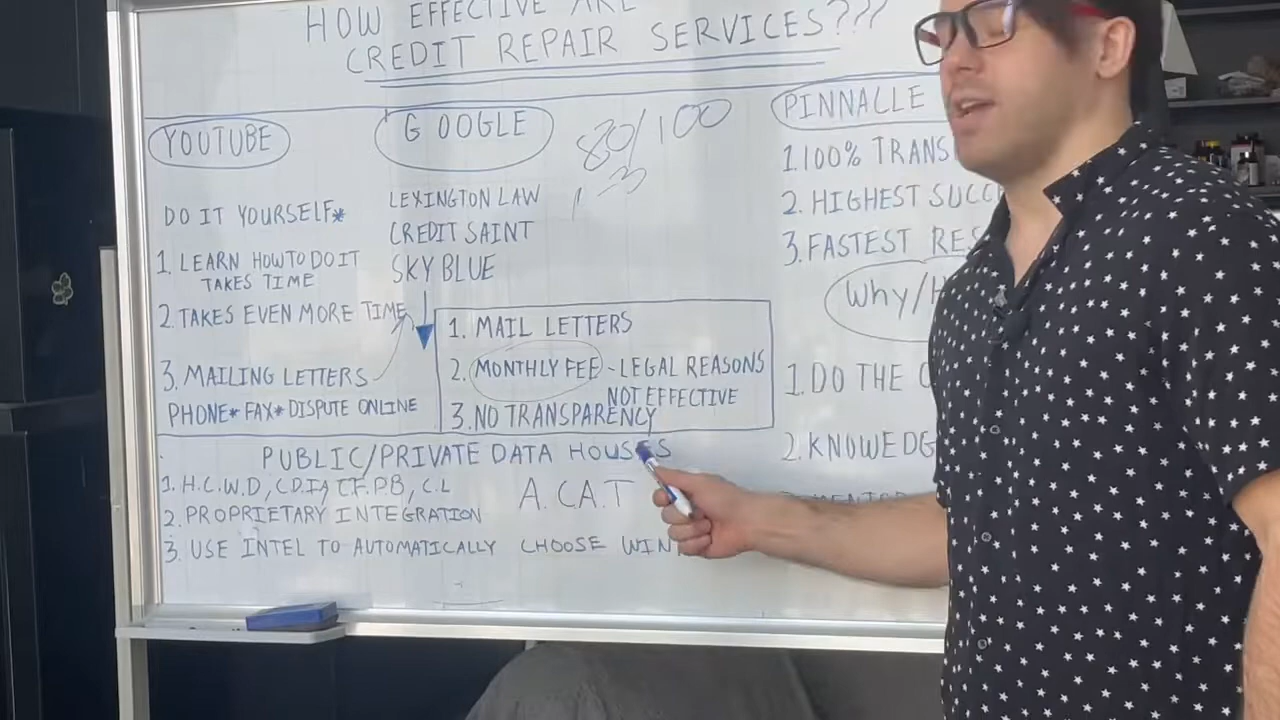 HOW EFFECTIVE ARE
CREDIT REPAIR SERVICES???
YOUTUBE
DO IT YOURSELF*
1. LEARN HOW TO DO IT
TAKES TIME
2. TAKES EVEN MORE TIME
3. MAILING LETTERS
PHONE* FAX* DISPUTE ONLINE
GOOGLE
80/100
LEXINGTON LAW
CREDIT SAINT
SKY BLUE
1. MAIL LETTERS
2. MONTHLY FEE - LEGAL REASONS
NOT EFFECTIVE
3. NO TRANSPARENCY
PINNACLE
1. 100% TRANS
2. HIGHEST SUCC
3. FASTEST RES
Why/H
1. DO THE
2. KNOWEDG
PUBLIC/PRIVATE DATA HOUSES
1. H.C.W.D, C.D.I.A, C.F.P.B, C.L
A.C.A.T
2. PROPRIETARY INTEGRATION
3. USE INTEL TO AUTOMATICALLY CHOOSE WIN